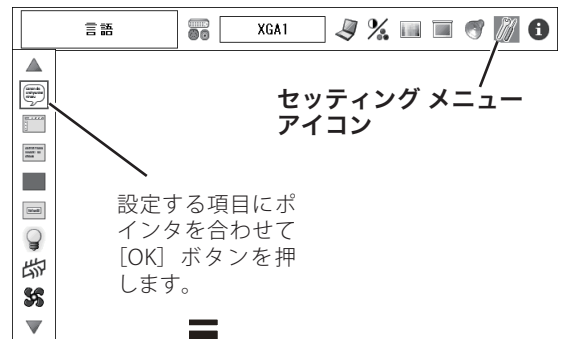 言語
XGA1
セッティング メニュー
アイコン
設定する項目にポ
インタを合わせて
［OK］ボタンを押
します。